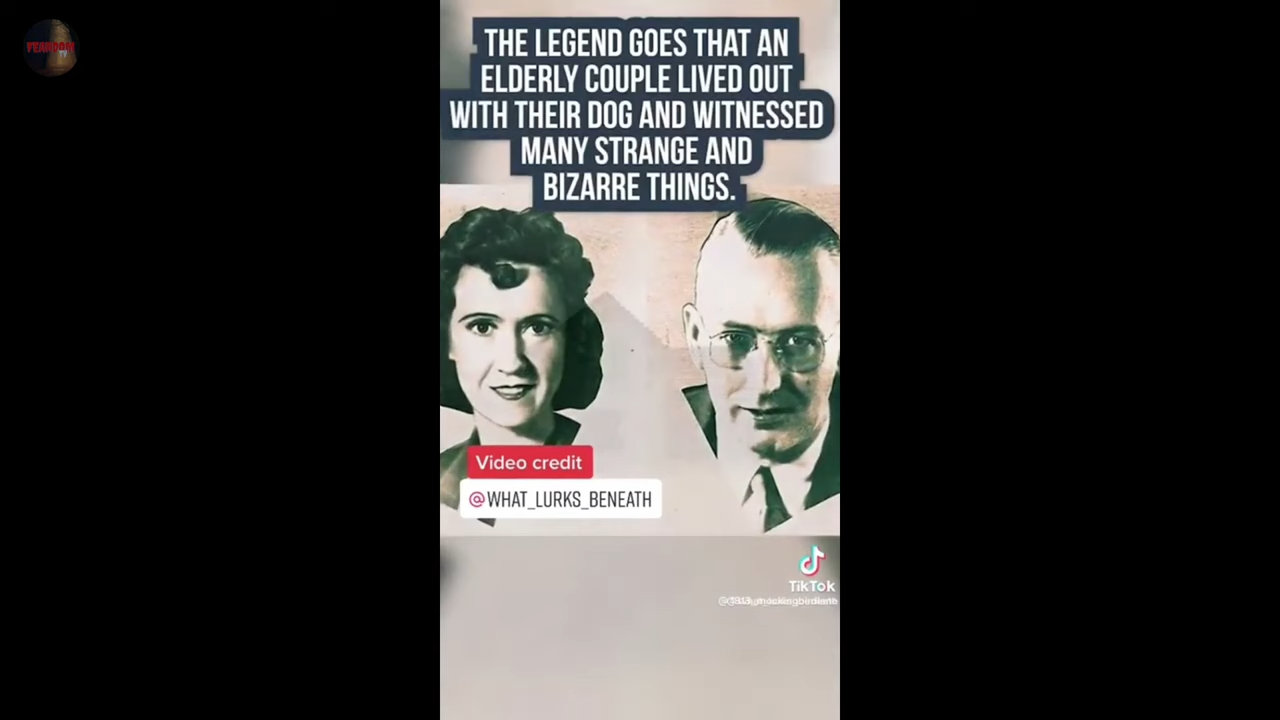 THE LEGEND GOES THAT AN
ELDERLY COUPLE LIVED OUT
WITH THEIR DOG AND WITNESSED
MANY STRANGE AND
BIZARRE THINGS.
Video credit
@WHAT_LURKS_BENEATH
TikTok